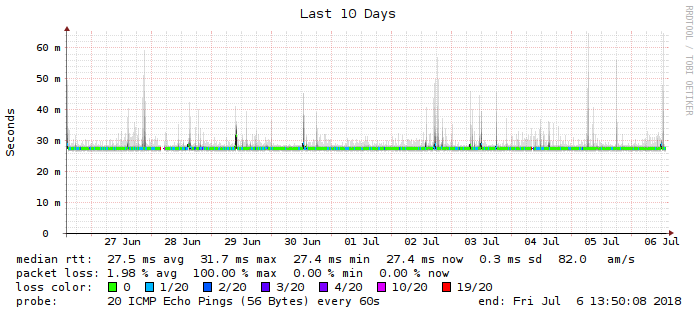 Last 10 Days
RRDTOOL / TOBI OETIKER
Seconds
60 m
50 m
40 m
30 m
20 m
10 m
0
27 Jun 28 Jun 29 Jun 30 Jun 01 Jul 02 Jul 03 Jul 04 Jul 05 Jul 06 Jul
median rtt: 27.5 ms avg 31.7 ms max 27.4 ms min 27.4 ms now 0.3 ms sd 82.0 am/s
packet loss: 1.98 % avg 100.00 % max 0.00 % min 0.00 % now
loss color: 0 1/20 2/20 3/20 4/20 10/20 19/20
probe: 20 ICMP Echo Pings (56 Bytes) every 60s end: Fri Jul 6 13:50:08 2018